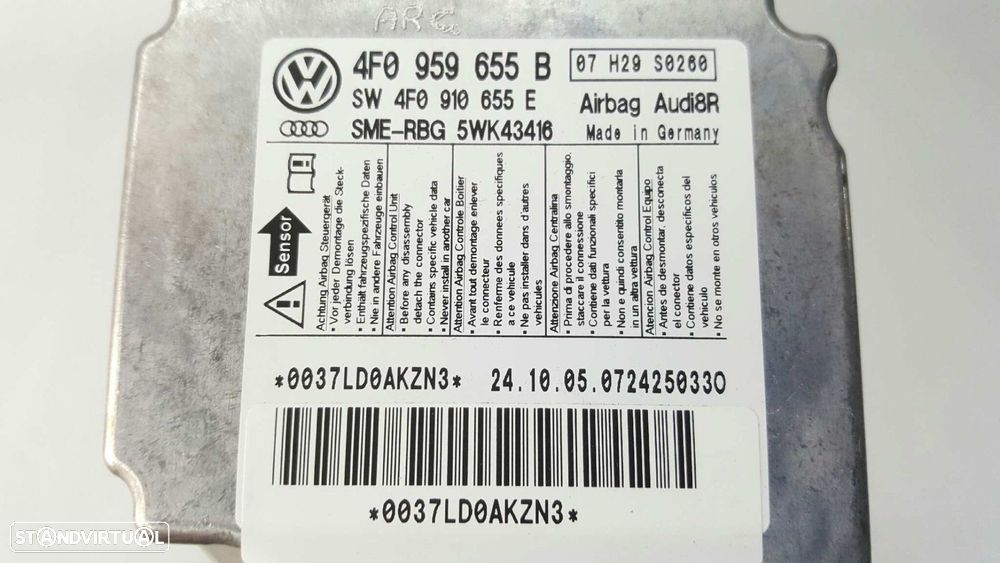 ARC
VW
4F0 959 655 B
07 H29 S0260
SW 4F0 910 655 E
Airbag Audi8R
SME-RBG 5WK43416
Made in Germany
Sensor
Achtung Airbag Steuergerät
• Vor jeder Demontage die Steck-
verbindung lösen
• Enthält fahrzeugspezifische Daten
• Nie in andere Fahrzeuge einbauen
Attention Airbag Control Unit
• Before any disassembly
detach the connector
• Contains specific vehicle data
• Never install in another car
Attention Airbag Controle Boitier
• Avant tout demontage enlever
le connecteur
• Renferme des donnees specifiques
a ce vehicule
• Ne pas installer dans d'autres
vehicules
Attenzione Airbag Centralina
• Prima di procedere allo smontaggio,
staccare il connessione
• Contiene dab funzionali specifici
per la vettura
• Non e quindi consentito montarla
in un altra vettura
Atencion Airbag Control Equipo
• Antes de desmontar, desconecta
el conector
• Contiene datos específicos del
vehiculo
• No se monte en otros vehiculos
*0037LD0AKZN3*
24.10.05.0724250330
*0037LD0AKZN3*
STANDVIRTUAL